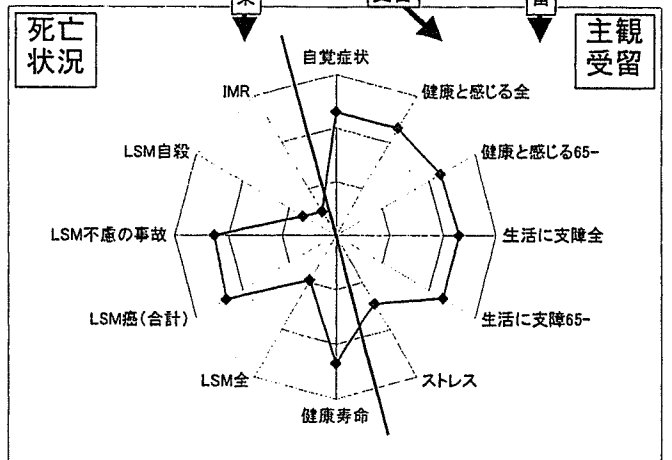 死亡
状況
主観
受留
自覚症状
IMR
健康と感じる全
LSM自殺
健康と感じる65-
LSM不慮の事故
生活に支障全
LSM癌(合計)
生活に支障65-
LSM全
ストレス
健康寿命